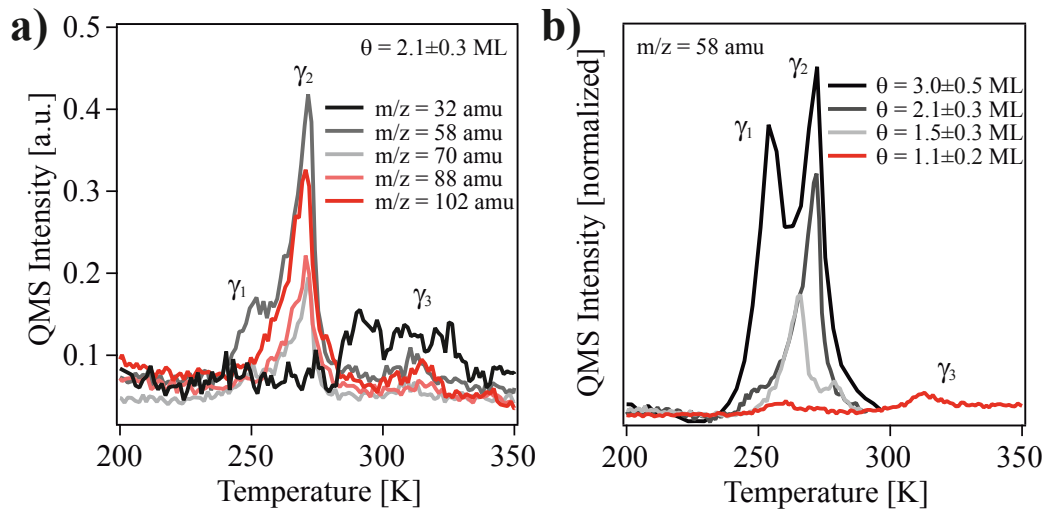 a)
θ = 2.1±0.3 ML
γ₁
γ₂
γ₃
m/z = 32 amu
m/z = 58 amu
m/z = 70 amu
m/z = 88 amu
m/z = 102 amu
QMS Intensity [a.u.]
0.5
0.4
0.3
0.2
0.1
200
250
300
350
Temperature [K]
b)
m/z = 58 amu
γ₁
γ₂
γ₃
θ = 3.0±0.5 ML
θ = 2.1±0.3 ML
θ = 1.5±0.3 ML
θ = 1.1±0.2 ML
QMS Intensity [normalized]
200
250
300
350
Temperature [K]